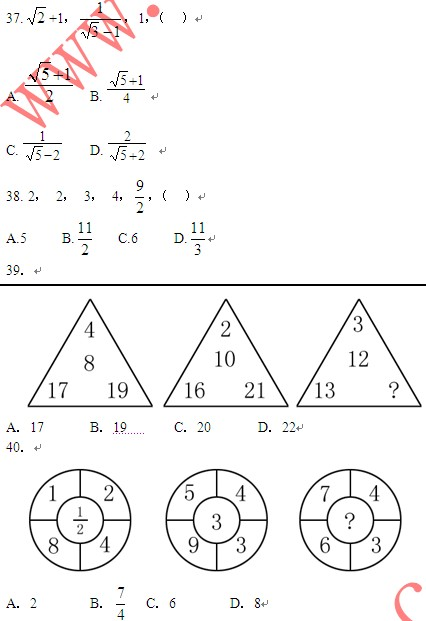 37. √2+1, 1/(√3−1), 1, ( )
A. (√5+1)/2 B. (√5+1)/4
C. 1/(√5−2) D. 2/(√5+2)
38. 2, 2, 3, 4, 9/2, ( )
A.5 B. 11/2 C.6 D. 11/3
39.
4 2 3
8 10 12
17 19 16 21 13 ?
A. 17 B. 19 C. 20 D. 22
40.
1 2 5 4 7 4
1/2 3 ?
8 4 9 3 6 3
A. 2 B. 7/4 C. 6 D. 8
www.